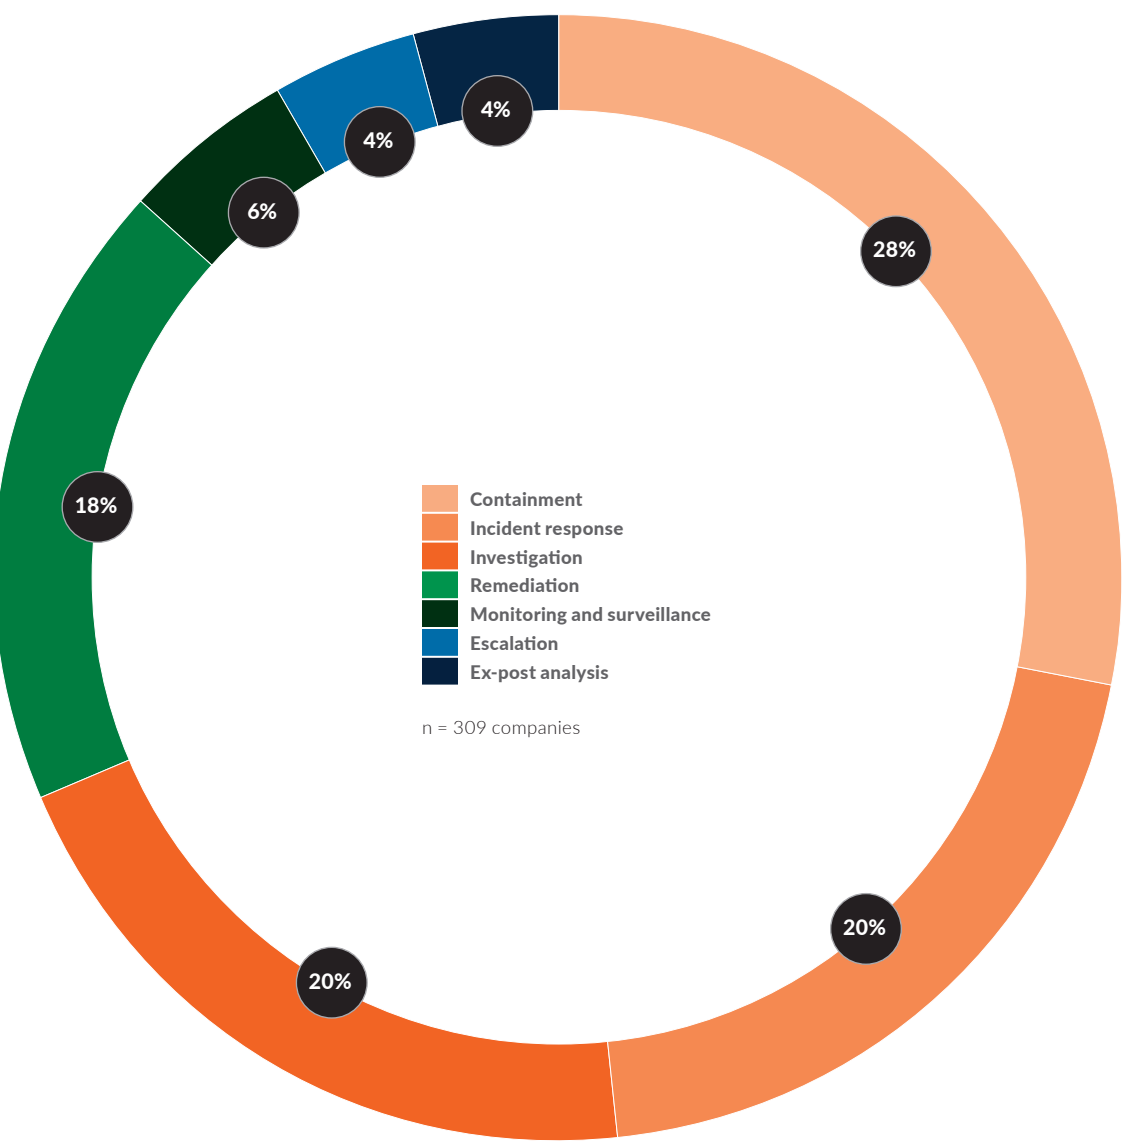 4%
4%
6%
28%
18%
Containment
Incident response
Investigation
Remediation
Monitoring and surveillance
Escalation
Ex-post analysis
n = 309 companies
20%
20%